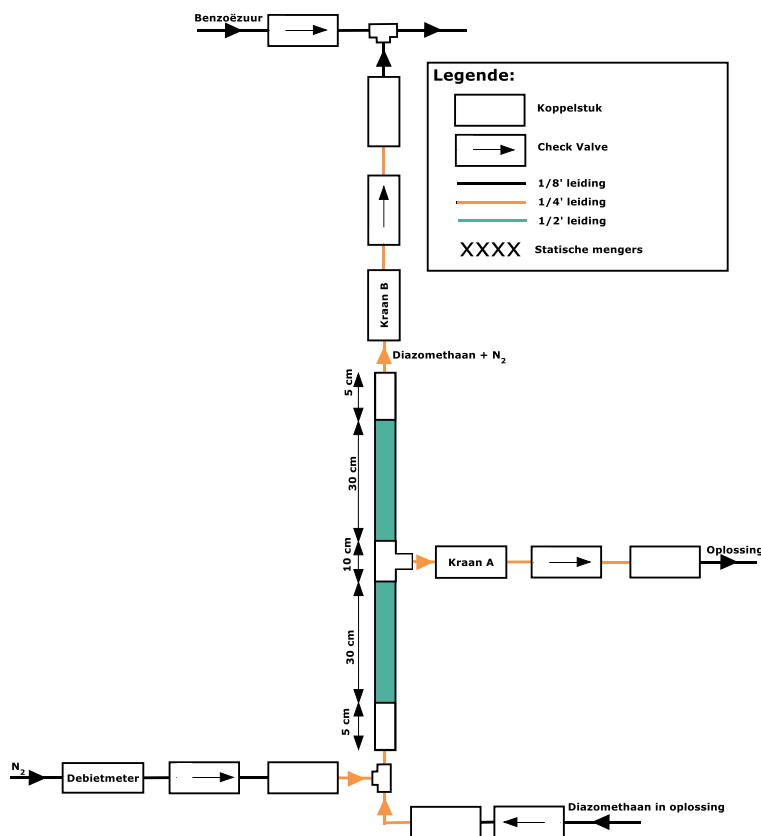 Benzoëzuur
Legende:
Koppelstuk
Check Valve
1/8' leiding
1/4' leiding
1/2' leiding
XXXX Statische mengers
Kraan B
Diazomethaan + N₂
5 cm
30 cm
10 cm
Kraan A
Oplossing
30 cm
5 cm
N₂
Debietmeter
Diazomethaan in oplossing